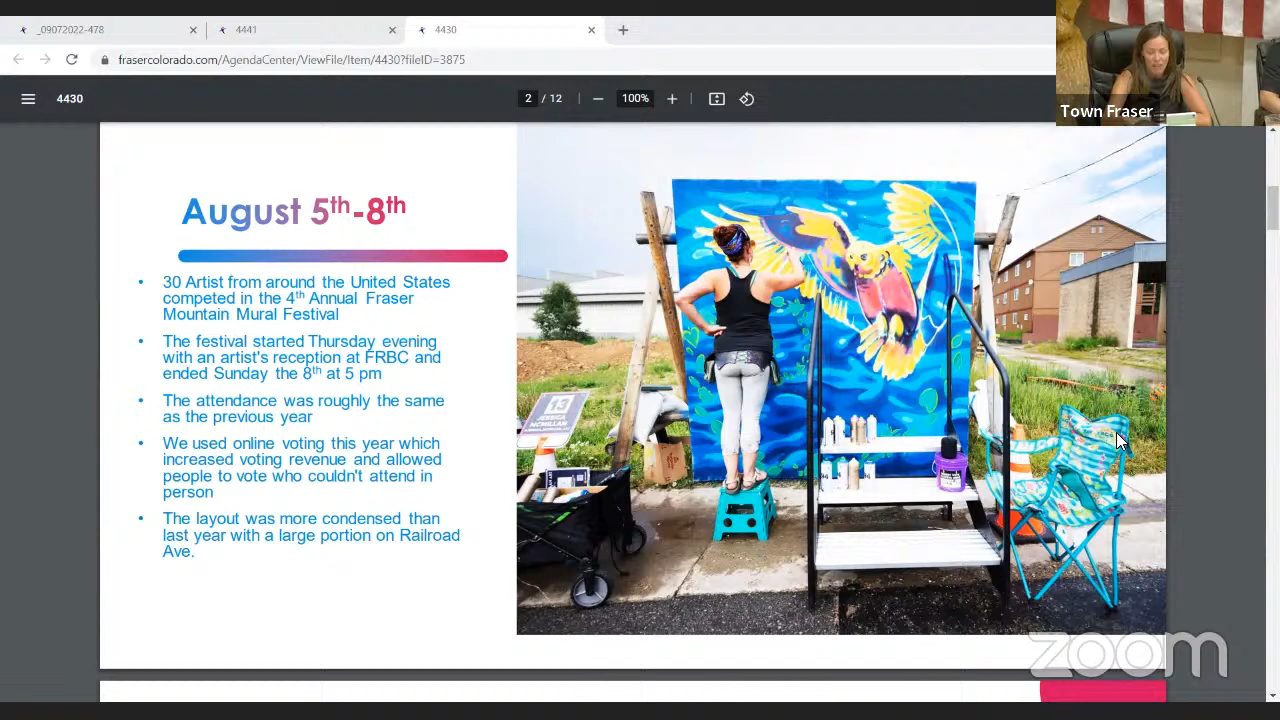 _09072022-478
4441
4430
frasercolorado.com/AgendaCenter/ViewFile/Item/4430?fileID=3875
4430
2 / 12
100%
Town Fraser
August 5th-8th
• 30 Artist from around the United States
competed in the 4th Annual Fraser
Mountain Mural Festival
• The festival started Thursday evening
with an artist's reception at FRBC and
ended Sunday the 8th at 5 pm
• The attendance was roughly the same
as the previous year
• We used online voting this year which
increased voting revenue and allowed
people to vote who couldn't attend in
person
• The layout was more condensed than
last year with a large portion on Railroad
Ave.
13
JESSICA
MCMILLAN
zoom